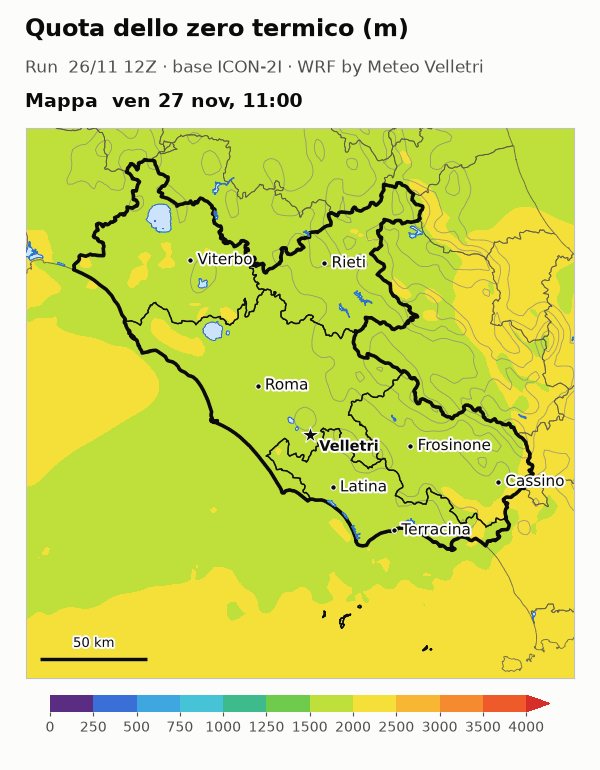 Quota dello zero termico (m)
Run  26/11 12Z · base ICON-2I · WRF by Meteo Velletri
Mappa  ven 27 nov, 11:00
Viterbo
Rieti
Roma
Velletri
Frosinone
Latina
Cassino
Terracina
50 km
0 250 500 750 1000 1250 1500 2000 2500 3000 3500 4000